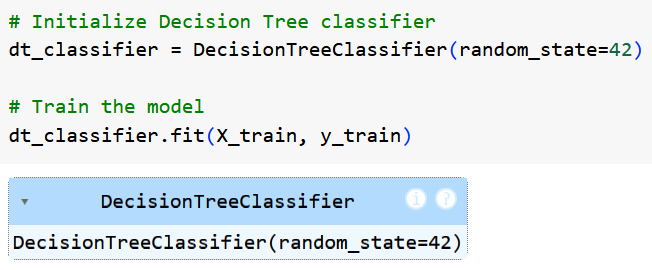 # Initialize Decision Tree classifier
dt_classifier = DecisionTreeClassifier(random_state=42)
# Train the model
dt_classifier.fit(X_train, y_train)
▾ DecisionTreeClassifier i ?
DecisionTreeClassifier(random_state=42)